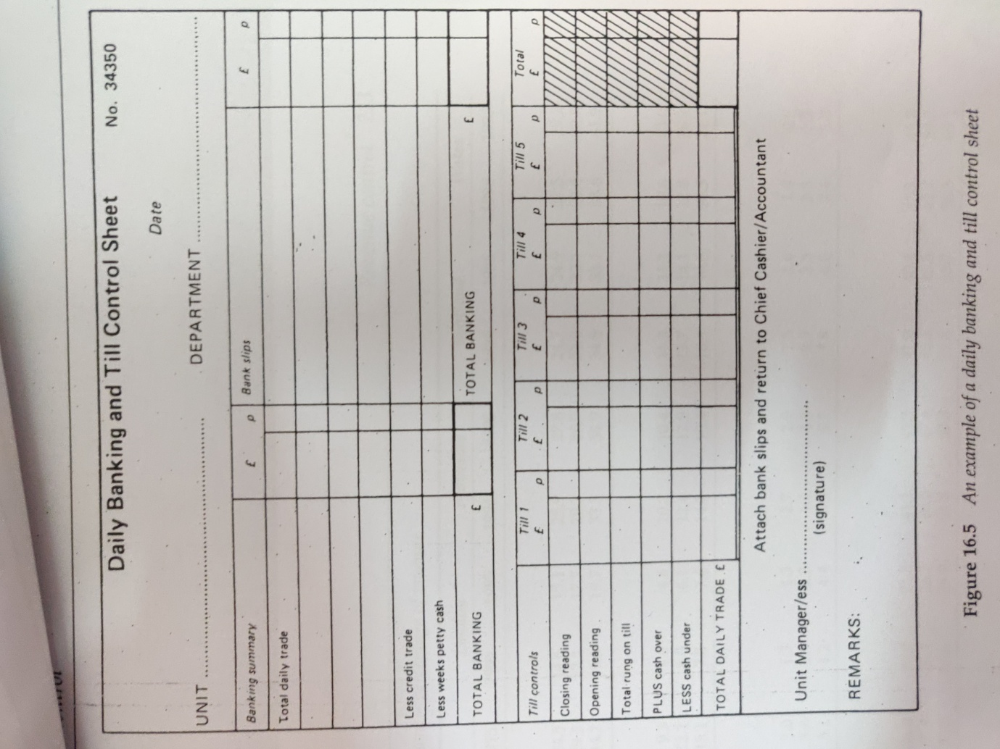 Daily Banking and Till Control Sheet No. 34350
Date
UNIT .......................................... DEPARTMENT ..........................................
Banking summary £ p Bank slips £ p
Total daily trade
Less credit trade
Less weeks petty cash
TOTAL BANKING £ TOTAL BANKING £
Till controls Till 1 Till 2 Till 3 Till 4 Till 5 Total
£ p £ p £ p £ p £ p £ p
Closing reading
Opening reading
Total rung on till
PLUS cash over
LESS cash under
TOTAL DAILY TRADE £
Attach bank slips and return to Chief Cashier/Accountant
Unit Manager/ess ..........................................
(signature)
REMARKS:
Figure 16.5 An example of a daily banking and till control sheet